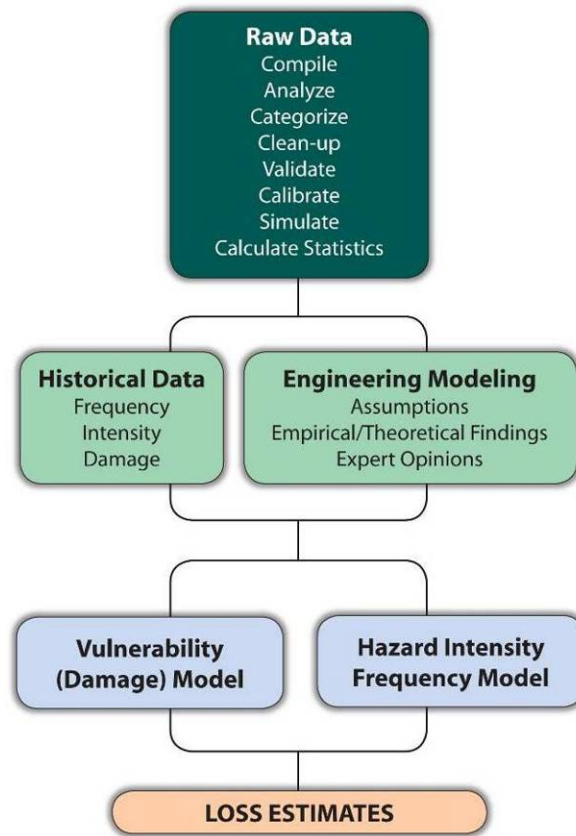 Raw Data
Compile
Analyze
Categorize
Clean-up
Validate
Calibrate
Simulate
Calculate Statistics
Historical Data
Frequency
Intensity
Damage
Engineering Modeling
Assumptions
Empirical/Theoretical Findings
Expert Opinions
Vulnerability
(Damage) Model
Hazard Intensity
Frequency Model
LOSS ESTIMATES